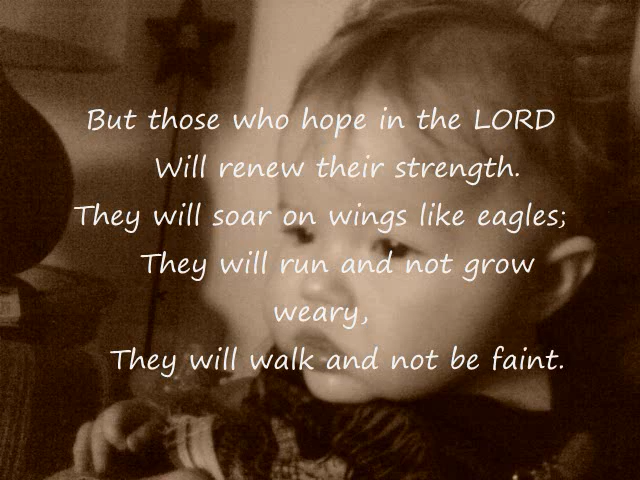 But those who hope in the LORD
Will renew their strength.
They will soar on wings like eagles;
They will run and not grow
weary,
They will walk and not be faint.